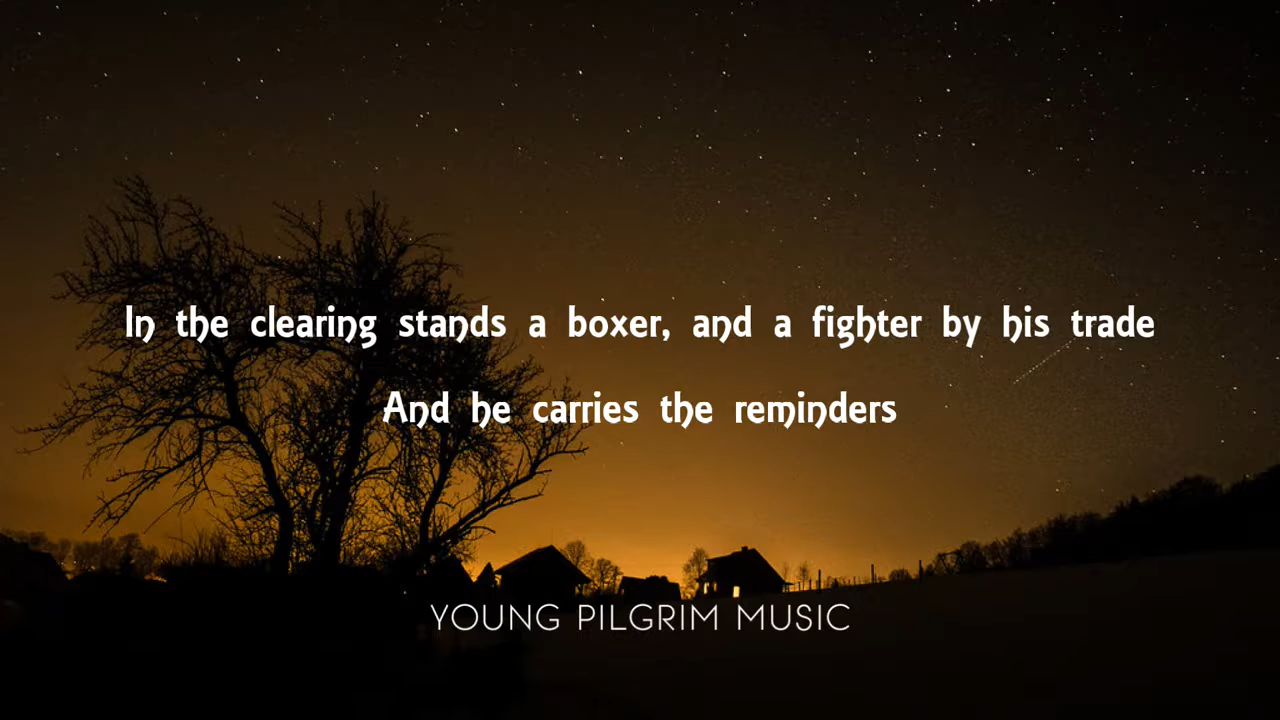 In the clearing stands a boxer, and a fighter by his trade
And he carries the reminders
YOUNG PILGRIM MUSIC